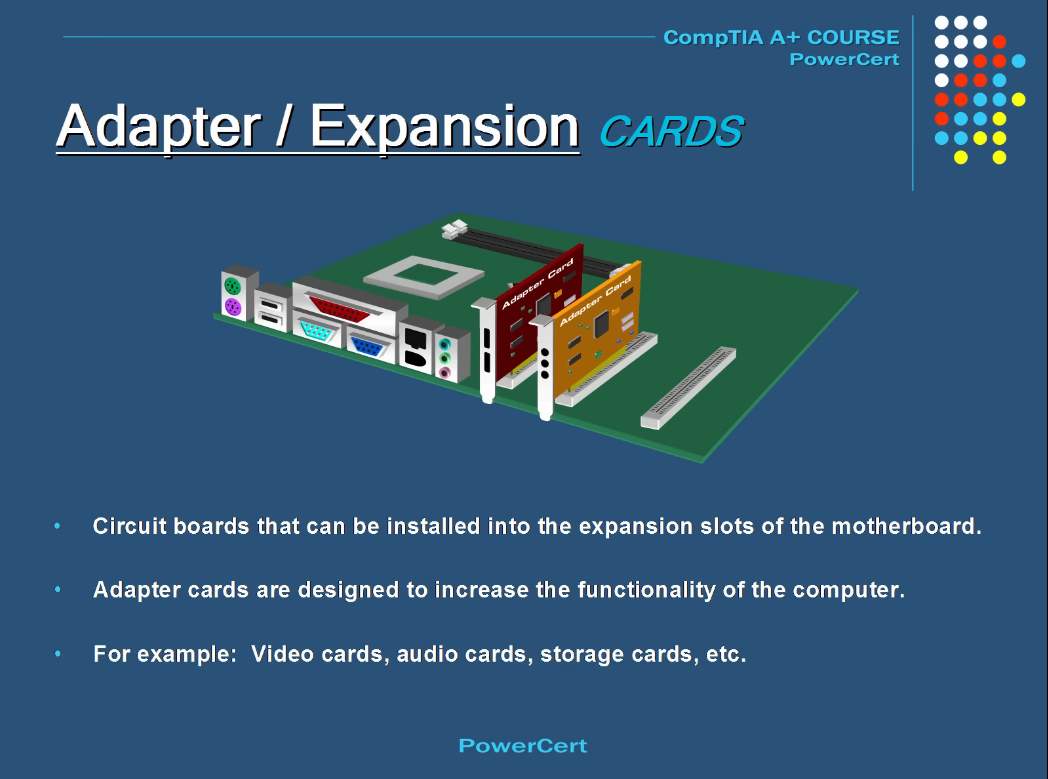 CompTIA A+ COURSE
PowerCert
Adapter / Expansion CARDS
Adapter Card
Adapter Card
• Circuit boards that can be installed into the expansion slots of the motherboard.
• Adapter cards are designed to increase the functionality of the computer.
• For example:  Video cards, audio cards, storage cards, etc.
PowerCert